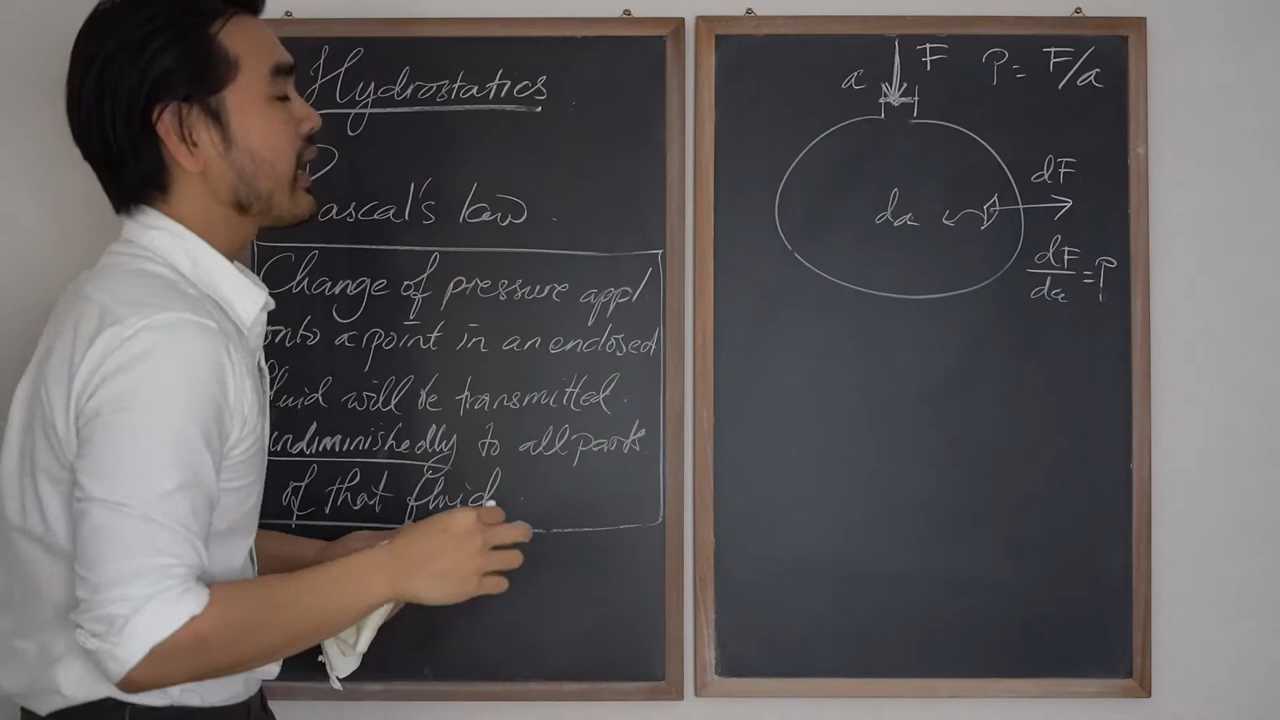 Hydrostatics
Pascal's law.
Change of pressure appl
onto a point in an enclosed
fluid will be transmitted.
undiminishedly to all parts
of that fluid.
a F P = F/a
dF
da
dF/da = P